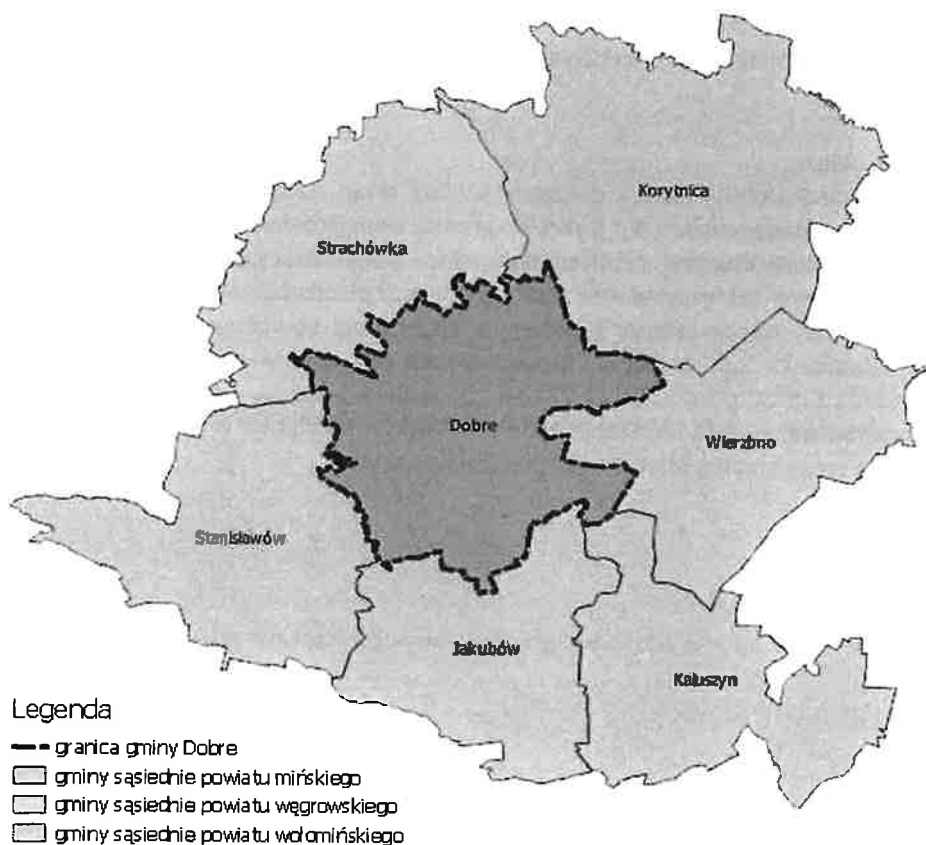 Korytnica
Strachówka
Dobre
Wierzbno
Stanisławów
Jakubów
Kałuszyn
Legenda
granica gminy Dobre
gminy sąsiednie powiatu mińskiego
gminy sąsiednie powiatu węgrowskiego
gminy sąsiednie powiatu wołomińskiego